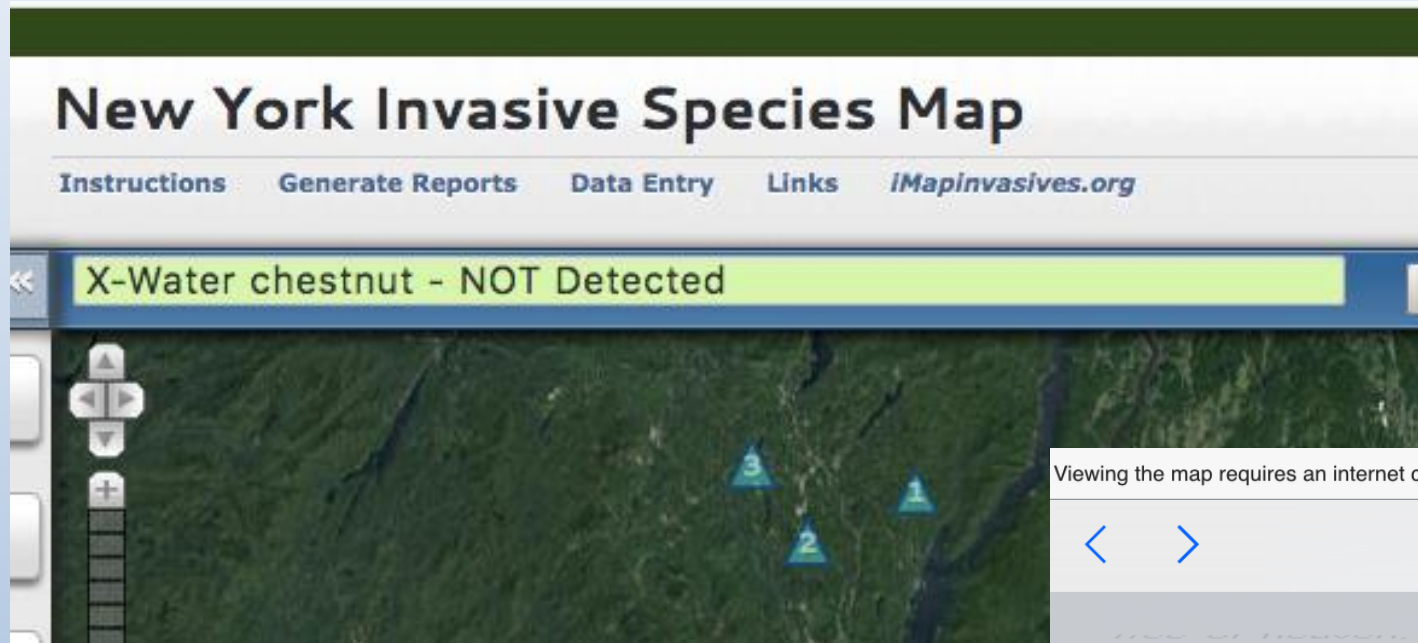 New York Invasive Species Map
Instructions Generate Reports Data Entry Links iMapinvasives.org
X-Water chestnut - NOT Detected
3
1
2
Viewing the map requires an internet